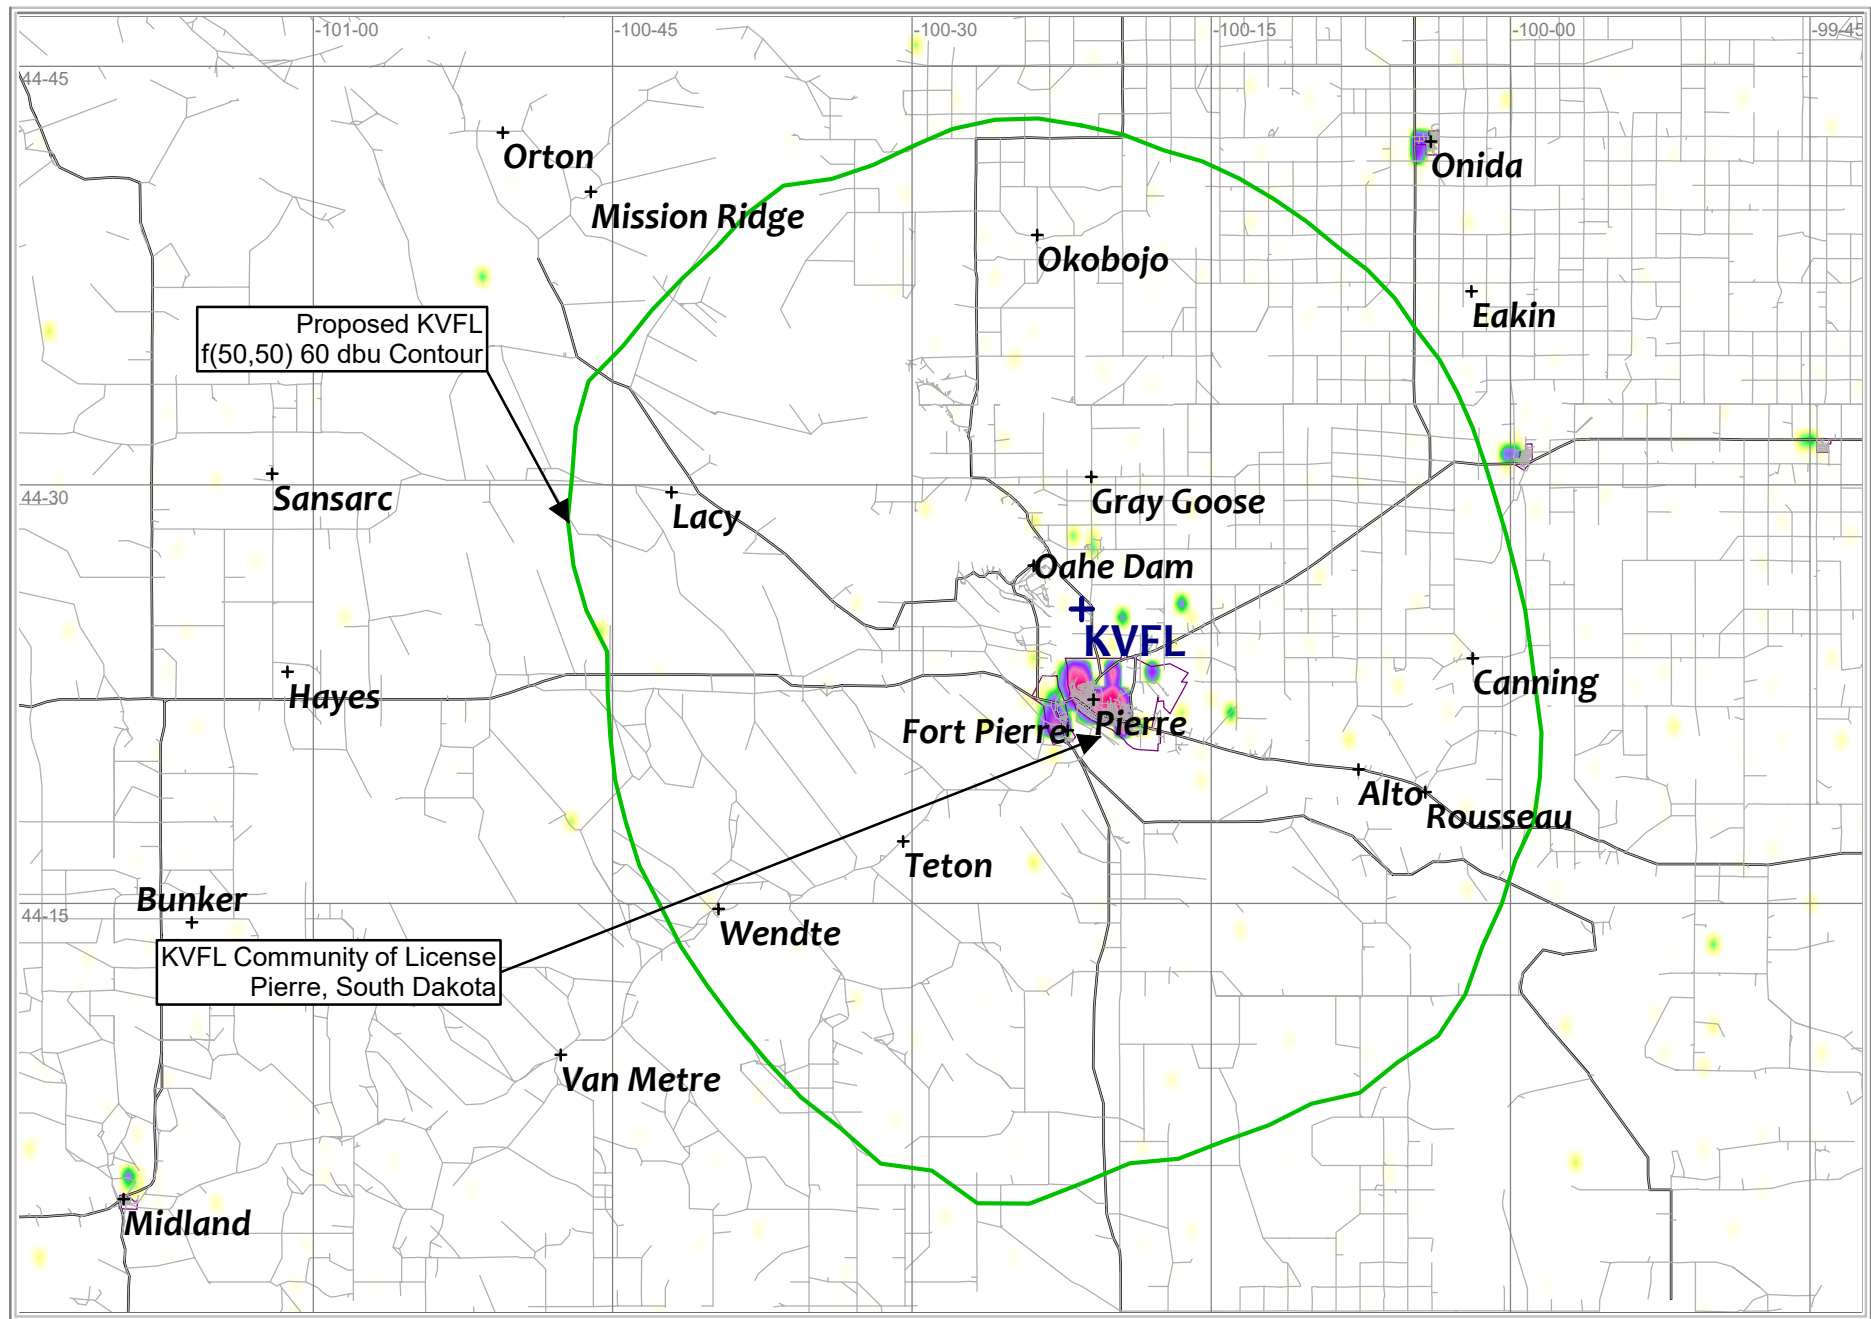 -101-00
-100-45
-100-30
-100-15
-100-00
-99-45
44-45
Orton
Onida
Mission Ridge
Okobojo
Eakin
Proposed KVFL
f(50,50) 60 dbu Contour
44-30
Sansarc
Lacy
Gray Goose
Oahe Dam
KVFL
Hayes
Canning
Fort Pierre
Pierre
Alto
Rousseau
Teton
44-15
Bunker
Wendte
KVFL Community of License
Pierre, South Dakota
Van Metre
Midland